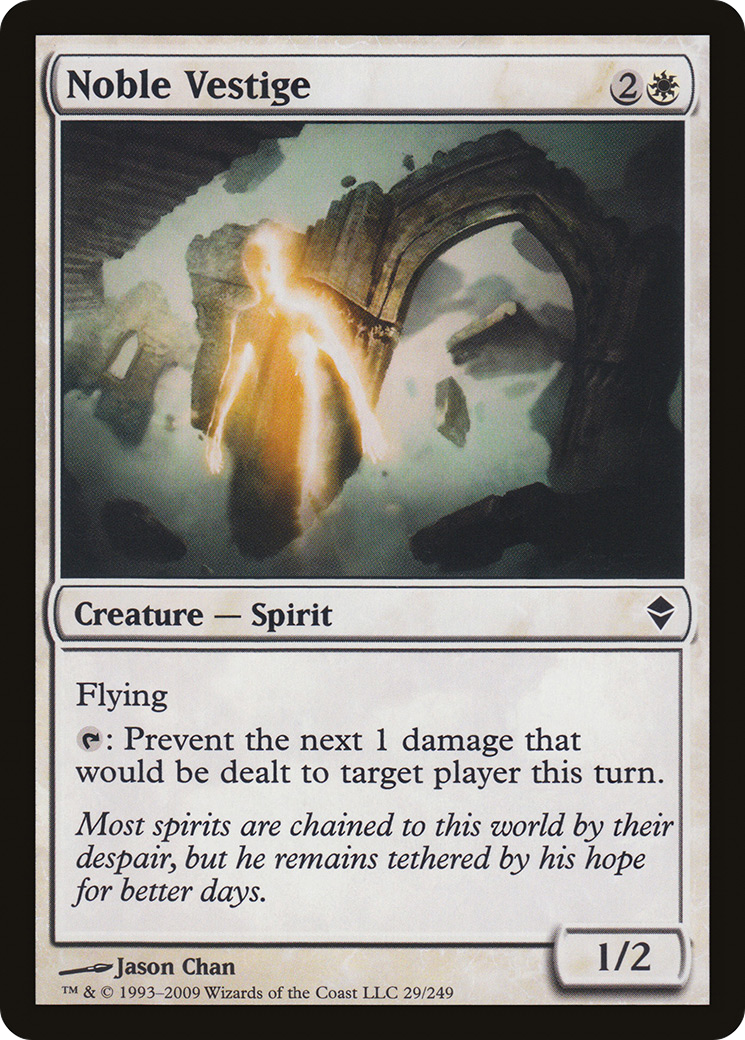 Noble Vestige 2
Creature — Spirit
Flying
: Prevent the next 1 damage that
would be dealt to target player this turn.
Most spirits are chained to this world by their
despair, but he remains tethered by his hope
for better days.
1/2
Jason Chan
™ & © 1993–2009 Wizards of the Coast LLC 29/249